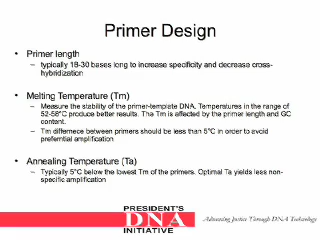 Primer Design
• Primer length
– typically 18-30 bases long to increase specificity and decrease cross-
hybridization
• Melting Temperature (Tm)
– Measure the stability of the primer-template DNA. Temperatures in the range of
52-58°C produce better results. The Tm is affected by the primer length and GC
content.
– Tm differnece between primers should be less than 5°C in order to avoid
preferntial amplification
• Annealing Temperature (Ta)
– Typically 5°C below the lowest Tm of the primers. Optimal Ta yields less non-
specific amplification
PRESIDENT'S
DNA
INITIATIVE
Advancing Justice Through DNA Technology